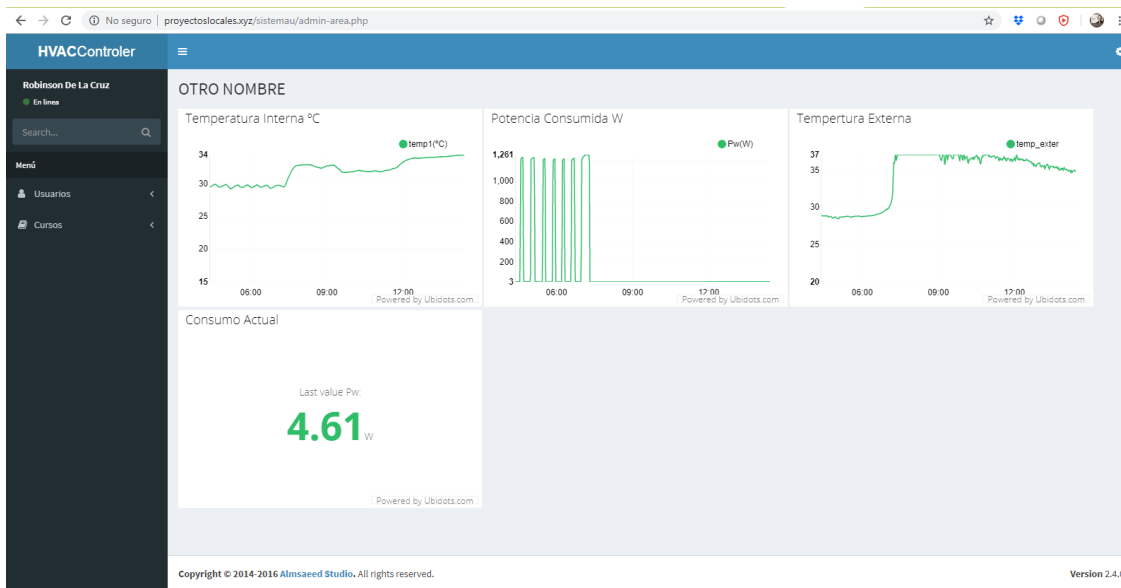 No seguro | proyectoslocales.xyz/sistemau/admin-area.php
HVACControler
Robinson De La Cruz
En linea
Search...
Menú
Usuarios
Cursos
OTRO NOMBRE
Temperatura Interna ºC
temp1(ºC)
34
30
25
20
15
06:00 09:00 12:00
Powered by Ubidots.com
Potencia Consumida W
Pw(W)
1,261
1,000
800
600
400
200
3
06:00 09:00 12:00
Powered by Ubidots.com
Tempertura Externa
temp_exter
37
35
30
25
20
06:00 09:00 12:00
Powered by Ubidots.com
Consumo Actual
Last value Pw:
4.61 W
Powered by Ubidots.com
Copyright © 2014-2016 Almsaeed Studio. All rights reserved.
Version 2.4.0